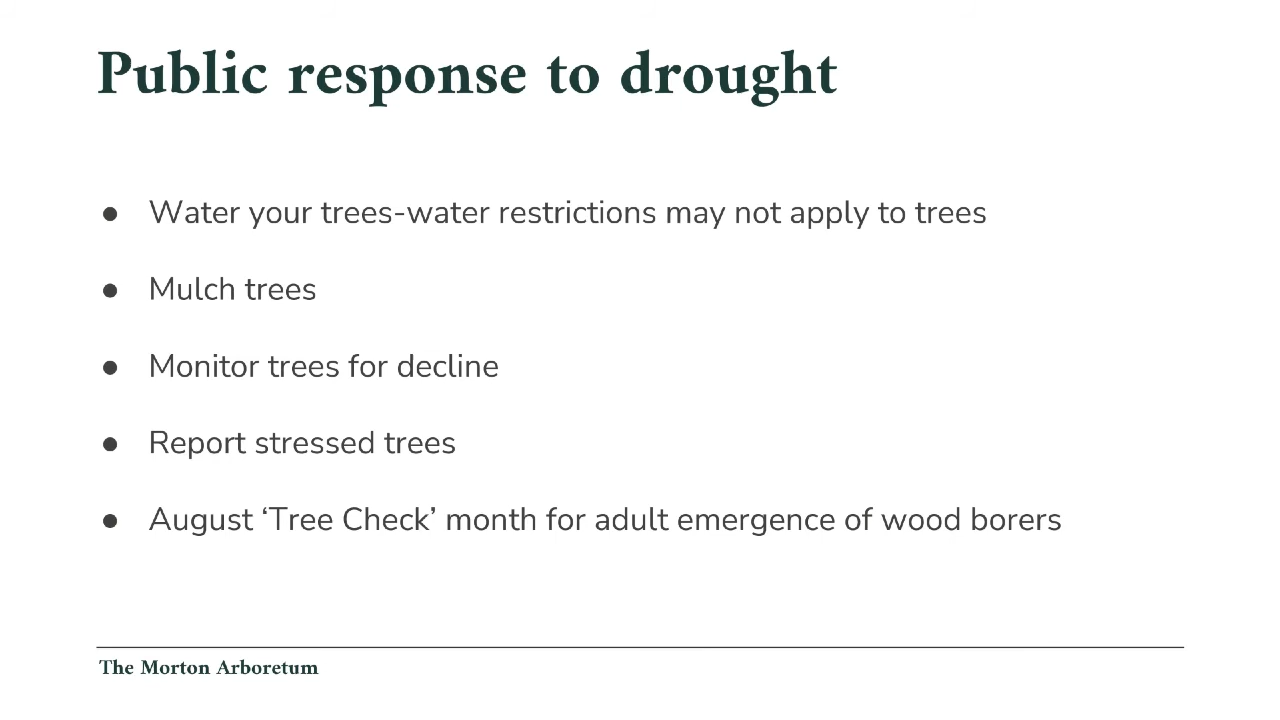 Public response to drought
● Water your trees-water restrictions may not apply to trees
● Mulch trees
● Monitor trees for decline
● Report stressed trees
● August ‘Tree Check’ month for adult emergence of wood borers
The Morton Arboretum